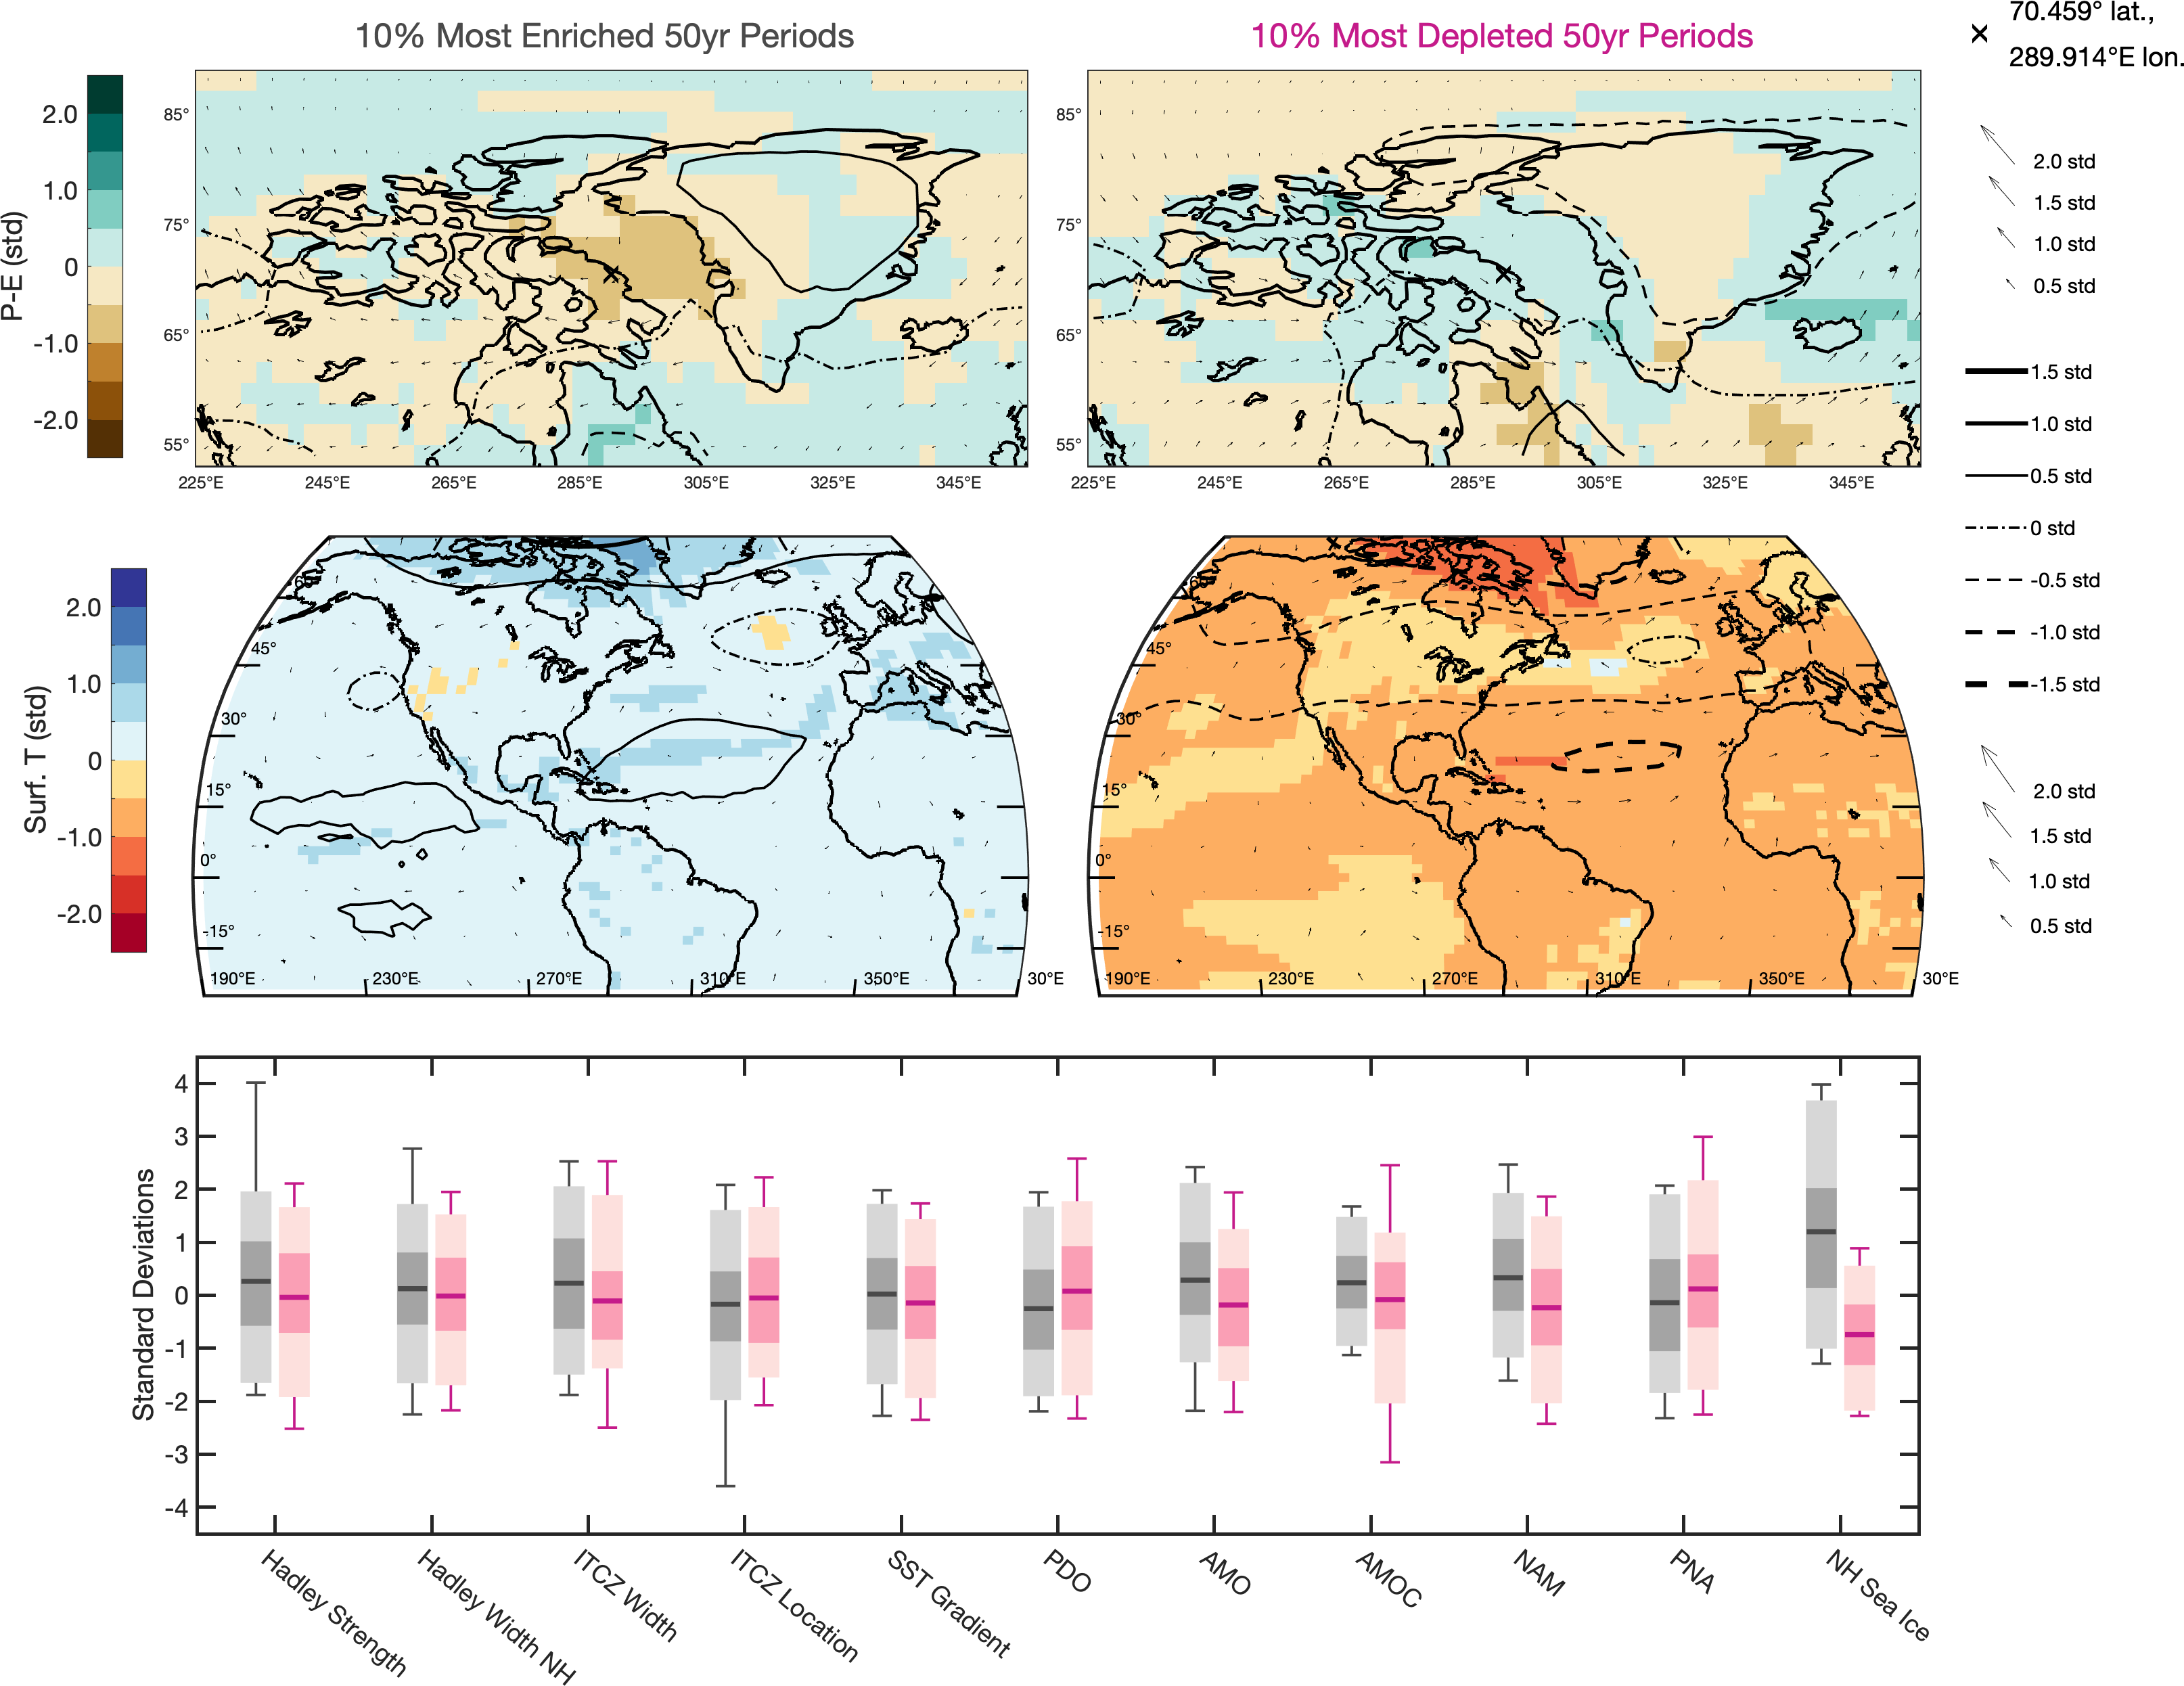 10% Most Enriched 50yr Periods
10% Most Depleted 50yr Periods
70.459° lat.,
289.914°E lon.
P-E (std)
2.0
1.0
0
-1.0
-2.0
85°
75°
65°
55°
225°E 245°E 265°E 285°E 305°E 325°E 345°E
85°
75°
65°
55°
225°E 245°E 265°E 285°E 305°E 325°E 345°E
2.0 std
1.5 std
1.0 std
0.5 std
1.5 std
1.0 std
0.5 std
0 std
-0.5 std
-1.0 std
-1.5 std
Surf. T (std)
2.0
1.0
0
-1.0
-2.0
60°
45°
30°
15°
0°
-15°
190°E 230°E 270°E 310°E 350°E 30°E
60°
45°
30°
15°
0°
-15°
190°E 230°E 270°E 310°E 350°E 30°E
2.0 std
1.5 std
1.0 std
0.5 std
Standard Deviations
4
3
2
1
0
-1
-2
-3
-4
Hadley Strength
Hadley Width NH
ITCZ Width
ITCZ Location
SST Gradient
PDO
AMO
AMOC
NAM
PNA
NH Sea Ice